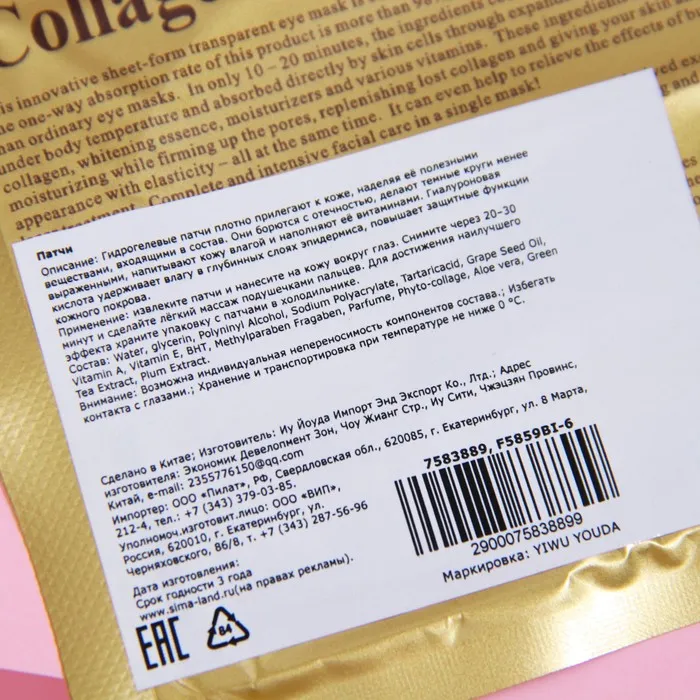 Collage
is innovative sheet-form transparent eye mask is
one-way absorption rate of this product is more than 98
than ordinary eye masks. In only 10 – 20 minutes, the ingredients
under body temperature and absorbed directly by skin cells through expan
collagen, whitening essence, moisturizers and various vitamins. These ingredien
moisturizing while firming up the pores, replenishing lost collagen and giving your skin a
appearance with elasticity – all at the same time. It can even help to relieve the effects of
treatment. Complete and intensive facial care in a single mask!
Патчи
Описание: Гидрогелевые патчи плотно прилегают к коже, наделяя её полезными
веществами, входящими в состав. Они борются с отечностью, делают темные круги менее
выраженными, напитывают кожу влагой и наполняют её витаминами. Гиалуроновая
кислота удерживает влагу в глубинных слоях эпидермиса, повышает защитные функции
кожного покрова.
Применение: извлеките патчи и нанесите на кожу вокруг глаз. Снимите через 20–30
минут и сделайте лёгкий массаж подушечками пальцев. Для достижения наилучшего
эффекта храните упаковку с патчами в холодильнике.
Состав: Water, glycerin, Polyninyl Alcohol, Sodium Polyacrylate, Tartaricacid, Grape Seed Oil,
Vitamin A, Vitamin E, BHT, Methylparaben Fragaben, Parfume, Phyto-collage, Aloe vera, Green
Tea Extract, Plum Extract.
Внимание: Возможна индивидуальная непереносимость компонентов состава.; Избегать
контакта с глазами.; Хранение и транспортировка при температуре не ниже 0 °С.
Сделано в Китае; Изготовитель: Иу Йоуда Импорт Энд Экспорт Ко., Лтд.; Адрес
изготовителя: Экономик Девелопмент Зон, Чоу Жианг Стр., Иу Сити, Чжэцзян Провинс,
Китай, e-mail: 2355776150@qq.com
Импортер: ООО «Пилат», РФ, Свердловская обл., 620085, г. Екатеринбург, ул. 8 Марта,
212-4, тел.: +7 (343) 379-03-85.
Уполномоч.изготовит.лицо: ООО «ВИП»,
Россия, 620010, г. Екатеринбург, ул.
Черняховского, 86/8, т. +7 (343) 287-56-96
Дата изготовления:
Срок годности 3 года
www.sima-land.ru(на правах рекламы).
7583889, F5859BI-6
2900075838899
Маркировка: YIWU YOUDA
EAC
84